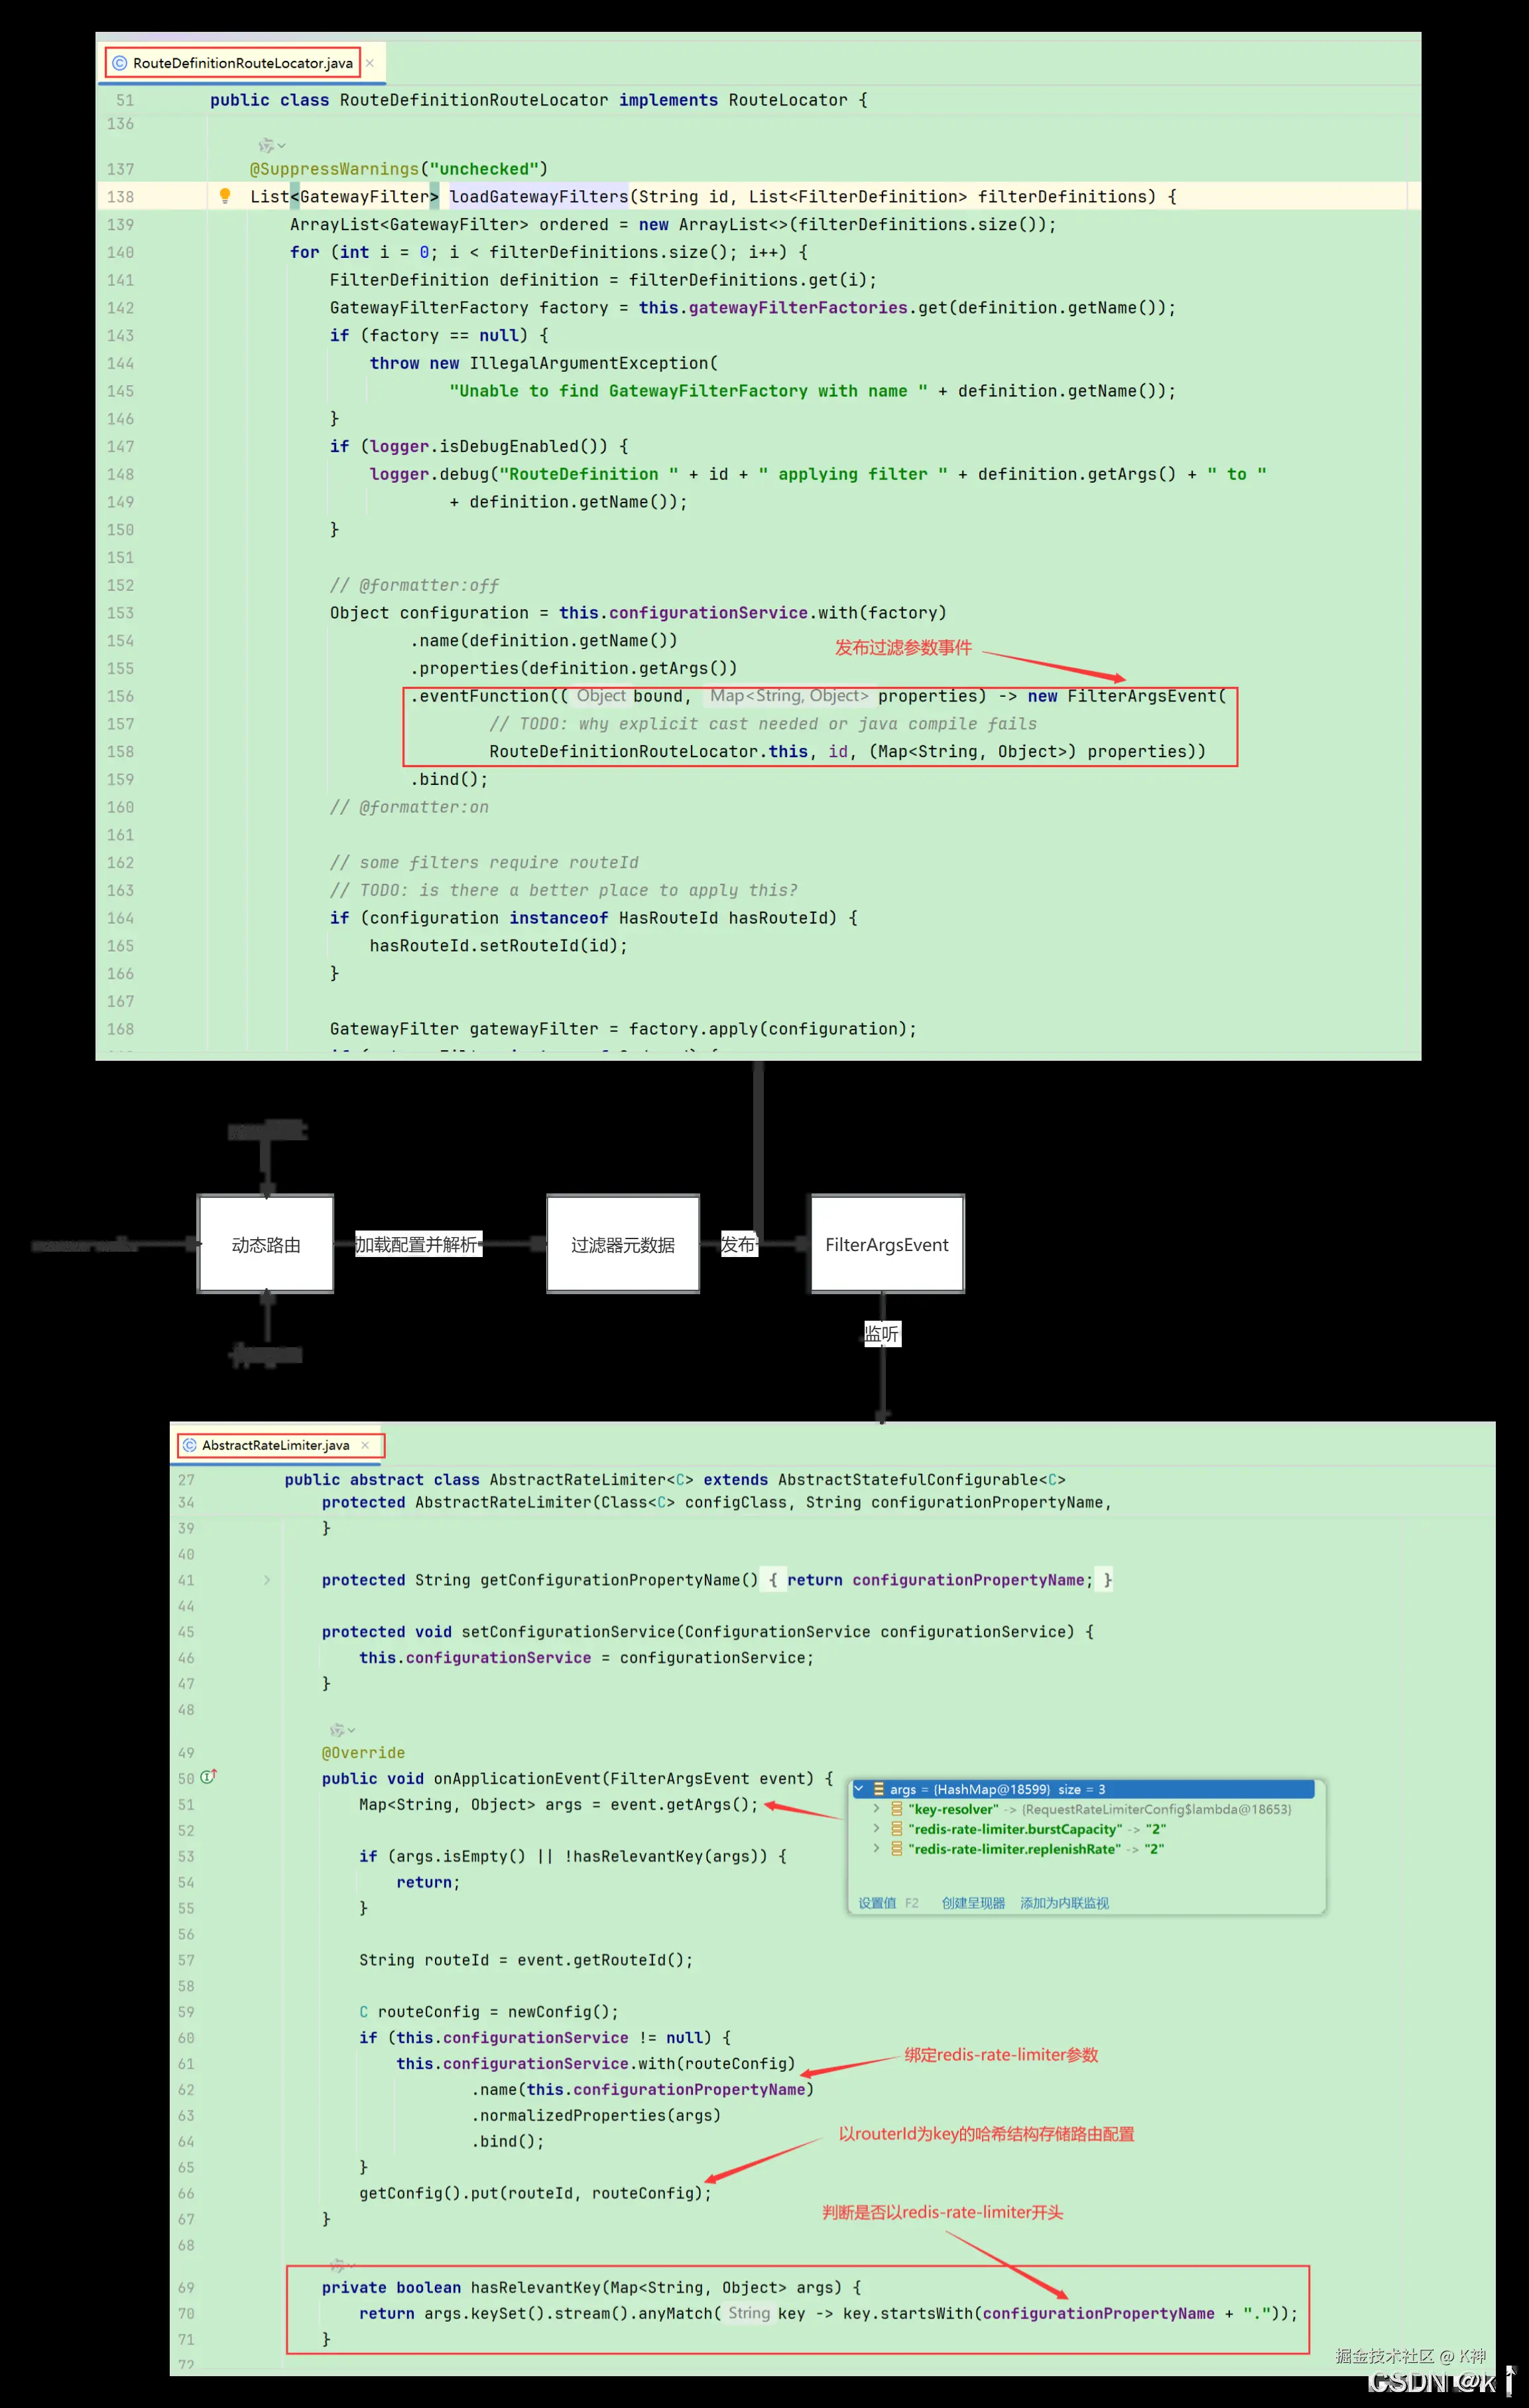 RouteDefinitionRouteLocator.java
51 public class RouteDefinitionRouteLocator implements RouteLocator {
136
137 @SuppressWarnings("unchecked")
138 List<GatewayFilter> loadGatewayFilters(String id, List<FilterDefinition> filterDefinitions) {
139 ArrayList<GatewayFilter> ordered = new ArrayList<>(filterDefinitions.size());
140 for (int i = 0; i < filterDefinitions.size(); i++) {
141 FilterDefinition definition = filterDefinitions.get(i);
142 GatewayFilterFactory factory = this.gatewayFilterFactories.get(definition.getName());
143 if (factory == null) {
144 throw new IllegalArgumentException(
145 "Unable to find GatewayFilterFactory with name " + definition.getName());
146 }
147 if (logger.isDebugEnabled()) {
148 logger.debug("RouteDefinition " + id + " applying filter " + definition.getArgs() + " to "
149 + definition.getName());
150 }
151
152 // @formatter:off
153 Object configuration = this.configurationService.with(factory)
154 .name(definition.getName())
发布过滤参数事件
155 .properties(definition.getArgs())
156 .eventFunction(( Object bound, Map<String, Object> properties) -> new FilterArgsEvent(
157 // TODO: why explicit cast needed or java compile fails
158 RouteDefinitionRouteLocator.this, id, (Map<String, Object>) properties))
159 .bind();
160 // @formatter:on
161
162 // some filters require routeId
163 // TODO: is there a better place to apply this?
164 if (configuration instanceof HasRouteId hasRouteId) {
165 hasRouteId.setRouteId(id);
166 }
167
168 GatewayFilter gatewayFilter = factory.apply(configuration);
动态路由
加载配置并解析
过滤器元数据
发布
FilterArgsEvent
监听
AbstractRateLimiter.java
27 public abstract class AbstractRateLimiter<C> extends AbstractStatefulConfigurable<C>
34 protected AbstractRateLimiter(Class<C> configClass, String configurationPropertyName,
39 }
40
41 protected String getConfigurationPropertyName() { return configurationPropertyName; }
44
45 protected void setConfigurationService(ConfigurationService configurationService) {
46 this.configurationService = configurationService;
47 }
48
49 @Override
50 public void onApplicationEvent(FilterArgsEvent event) {
51 Map<String, Object> args = event.getArgs();
52
53 if (args.isEmpty() || !hasRelevantKey(args)) {
54 return;
55 }
56
57 String routeId = event.getRouteId();
58
59 C routeConfig = newConfig();
60 if (this.configurationService != null) {
61 this.configurationService.with(routeConfig)
62 .name(this.configurationPropertyName)
63 .normalizedProperties(args)
64 .bind();
65 }
66 getConfig().put(routeId, routeConfig);
67 }
68
69 private boolean hasRelevantKey(Map<String, Object> args) {
70 return args.keySet().stream().anyMatch( String key -> key.startsWith(configurationPropertyName + "."));
71 }
72
args = {HashMap@18599} size = 3
"key-resolver" -> {RequestRateLimiterConfig$lambda@18653}
"redis-rate-limiter.burstCapacity" -> "2"
"redis-rate-limiter.replenishRate" -> "2"
设置值 F2 创建呈现器 添加为内联监视
绑定redis-rate-limiter参数
以routerId为key的哈希结构存储路由配置
判断是否以redis-rate-limiter开头
掘金技术社区 @ K神
CSDN @k